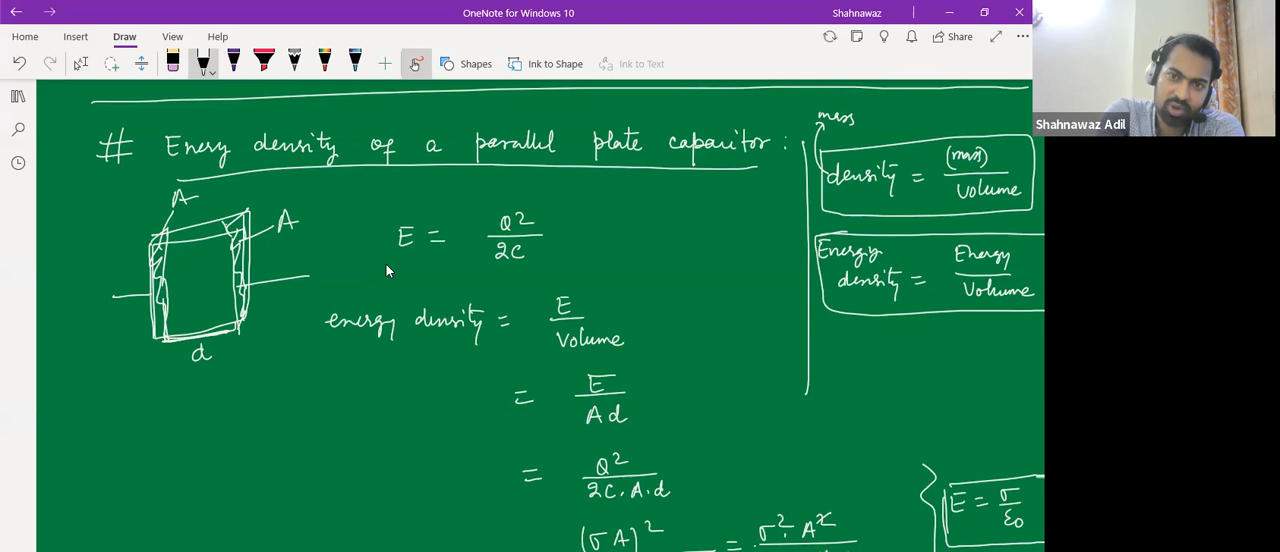 OneNote for Windows 10
Shahnawaz
Home Insert Draw View Help
Share
Shapes Ink to Shape Ink to Text
Shahnawaz Adil
# Enery density of a parallel plate capacitor :
mass
density = (mass) / Volume
Energy density = Energy / Volume
A
A
d
E = Q² / 2C
energy density = E / Volume
= E / Ad
= Q² / 2C . A . d
(σA)² = σ² . A²
E = σ / ε₀